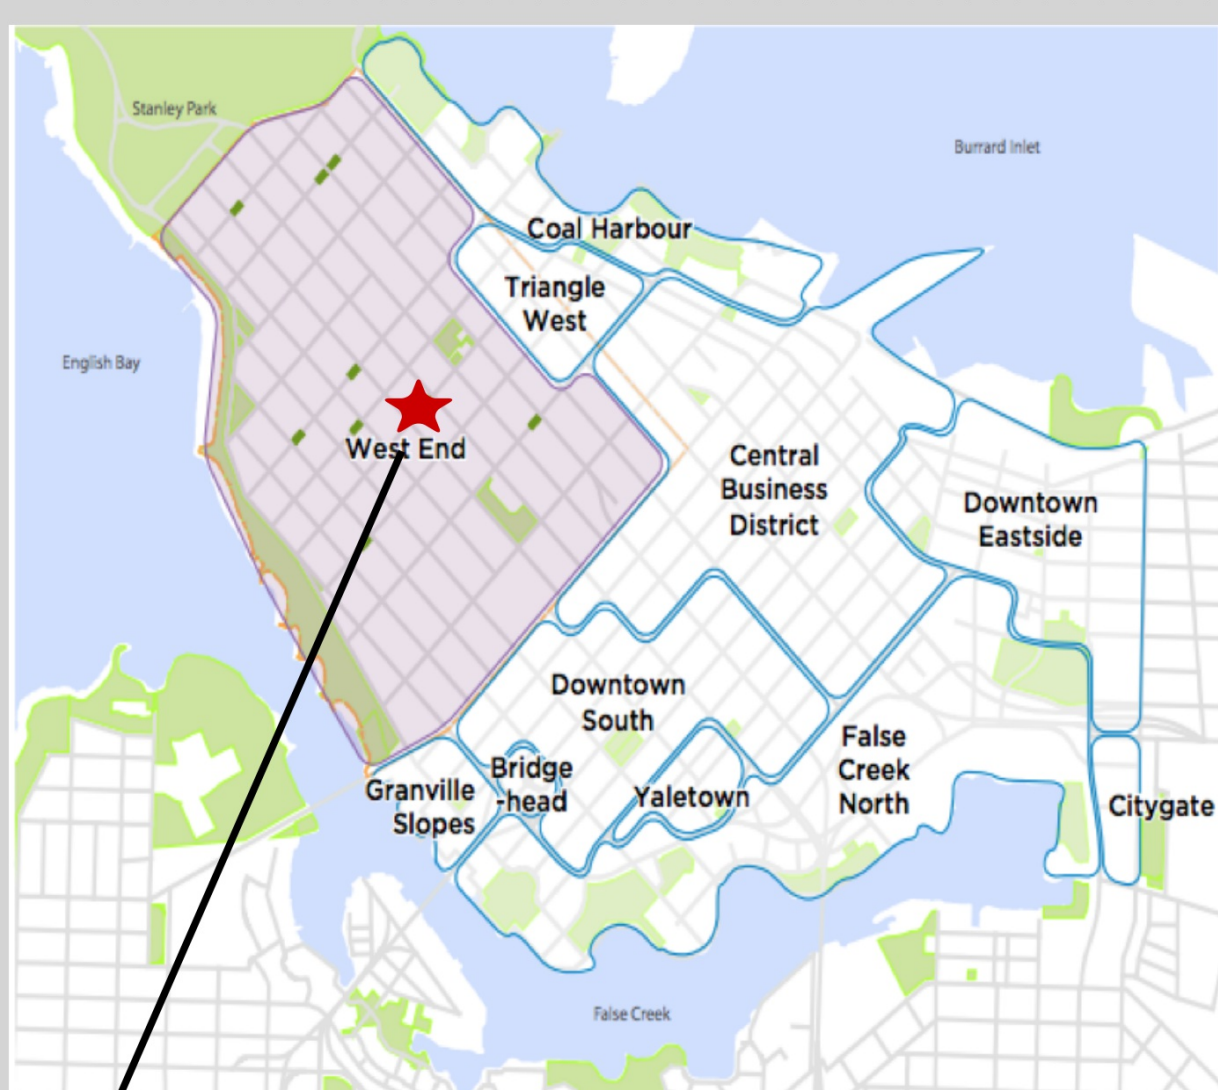 Stanley Park
Burrard Inlet
Coal Harbour
Triangle
West
English Bay
West End
Central
Business
District
Downtown
Eastside
Downtown
South
False
Creek
North
Bridge
-head
Granville
Slopes
Yaletown
Citygate
False Creek